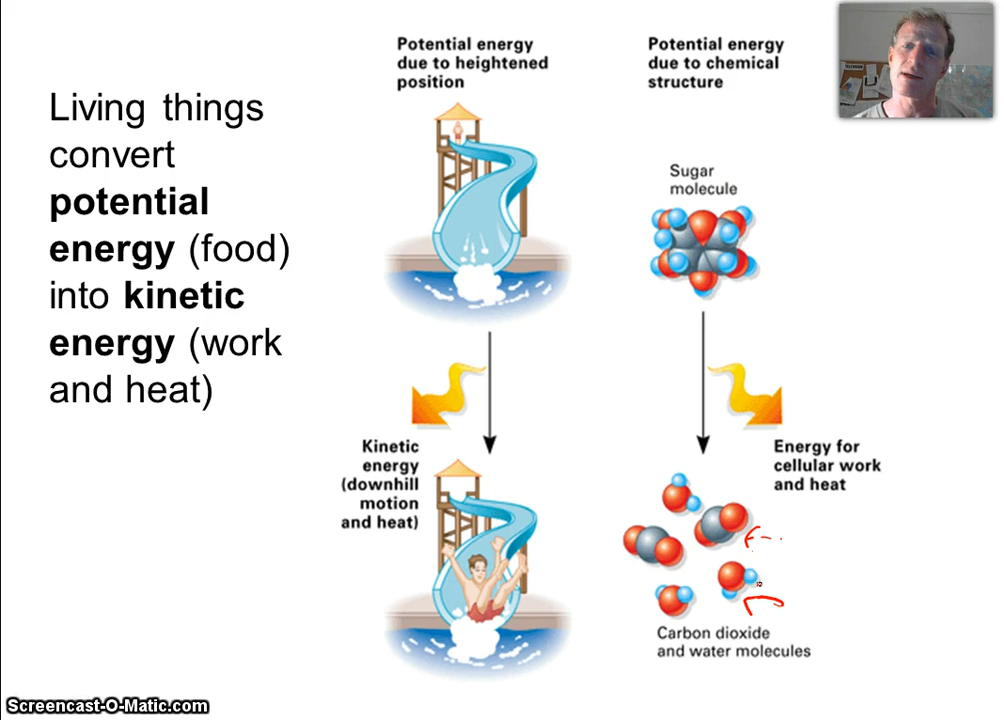 Living things
convert
potential
energy (food)
into kinetic
energy (work
and heat)
Potential energy
due to heightened
position
Potential energy
due to chemical
structure
Sugar
molecule
Kinetic
energy
(downhill
motion
and heat)
Energy for
cellular work
and heat
Carbon dioxide
and water molecules
Screencast-O-Matic.com